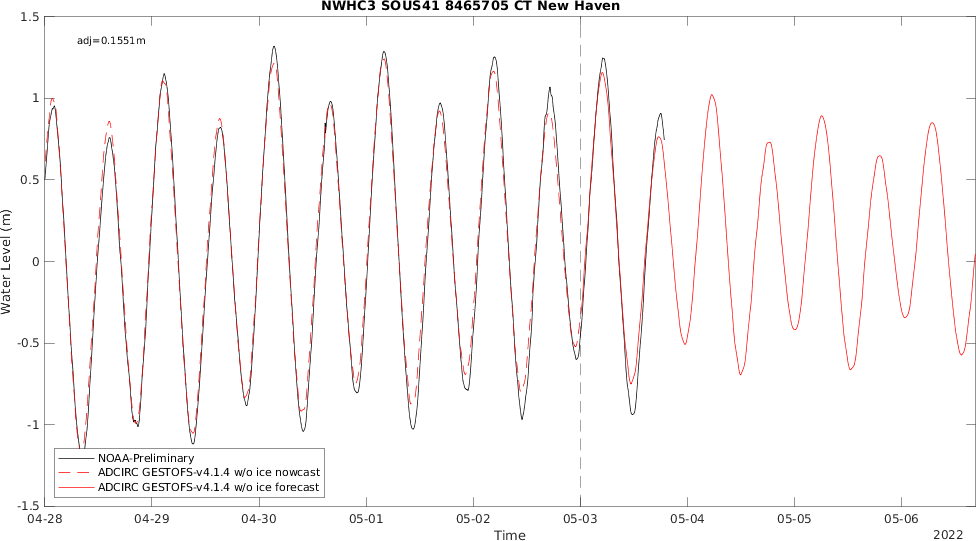 NWHC3 SOUS41 8465705 CT New Haven
adj=0.1551m
1.5
1
0.5
0
-0.5
-1
-1.5
Water Level (m)
NOAA-Preliminary
ADCIRC GESTOFS-v4.1.4 w/o ice nowcast
ADCIRC GESTOFS-v4.1.4 w/o ice forecast
04-28 04-29 04-30 05-01 05-02 05-03 05-04 05-05 05-06
Time
2022